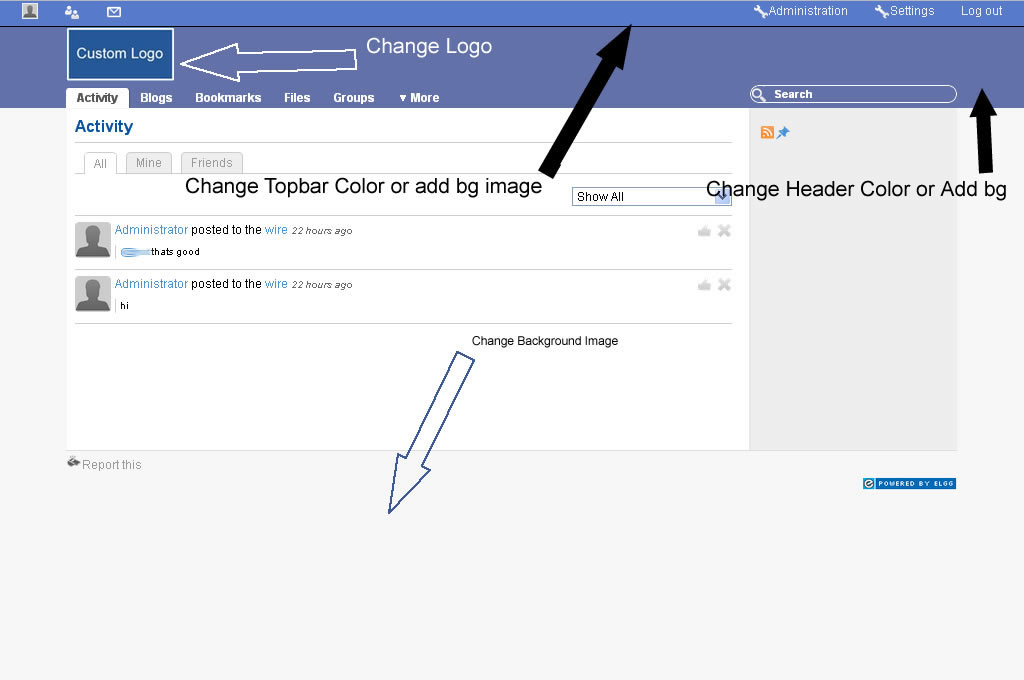 Administration Settings Log out
Custom Logo
Change Logo
Activity Blogs Bookmarks Files Groups ▼ More
Search
Activity
All Mine Friends
Change Topbar Color or add bg image
Change Header Color or Add bg
Show All
Administrator posted to the wire 22 hours ago
thats good
Administrator posted to the wire 22 hours ago
hi
Change Background Image
Report this
POWERED BY ELGG